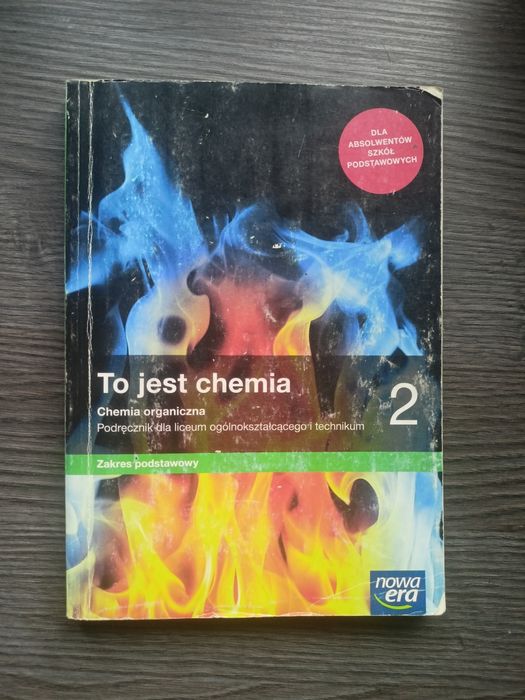 DLA
ABSOLWENTÓW
SZKÓŁ
PODSTAWOWYCH
To jest chemia
2
Chemia organiczna
Podręcznik dla liceum ogólnokształcącego i technikum
Zakres podstawowy
nowa
era